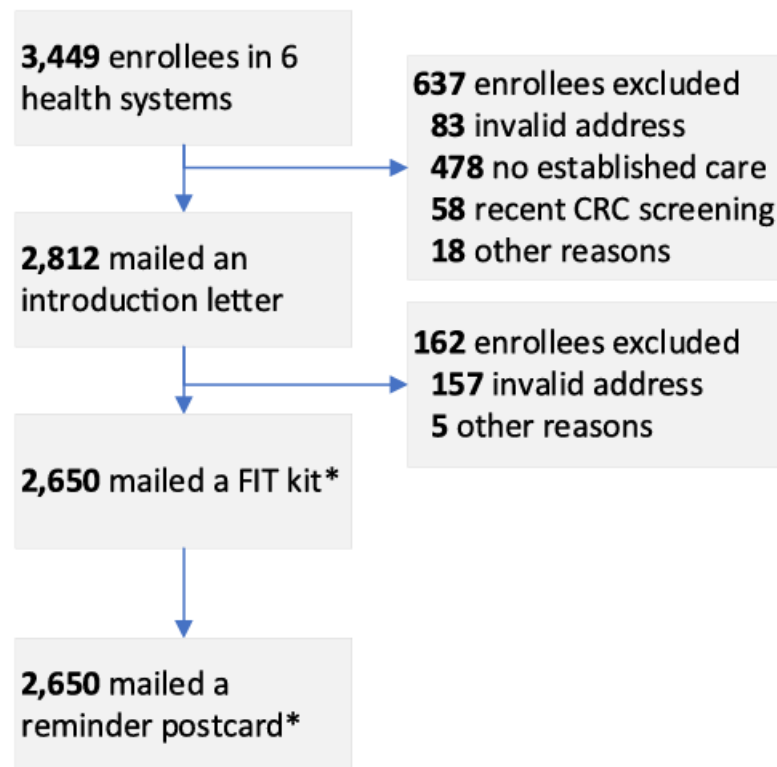 3,449 enrollees in 6
health systems
637 enrollees excluded
83 invalid address
478 no established care
58 recent CRC screening
18 other reasons
2,812 mailed an
introduction letter
162 enrollees excluded
157 invalid address
5 other reasons
2,650 mailed a FIT kit*
2,650 mailed a
reminder postcard*